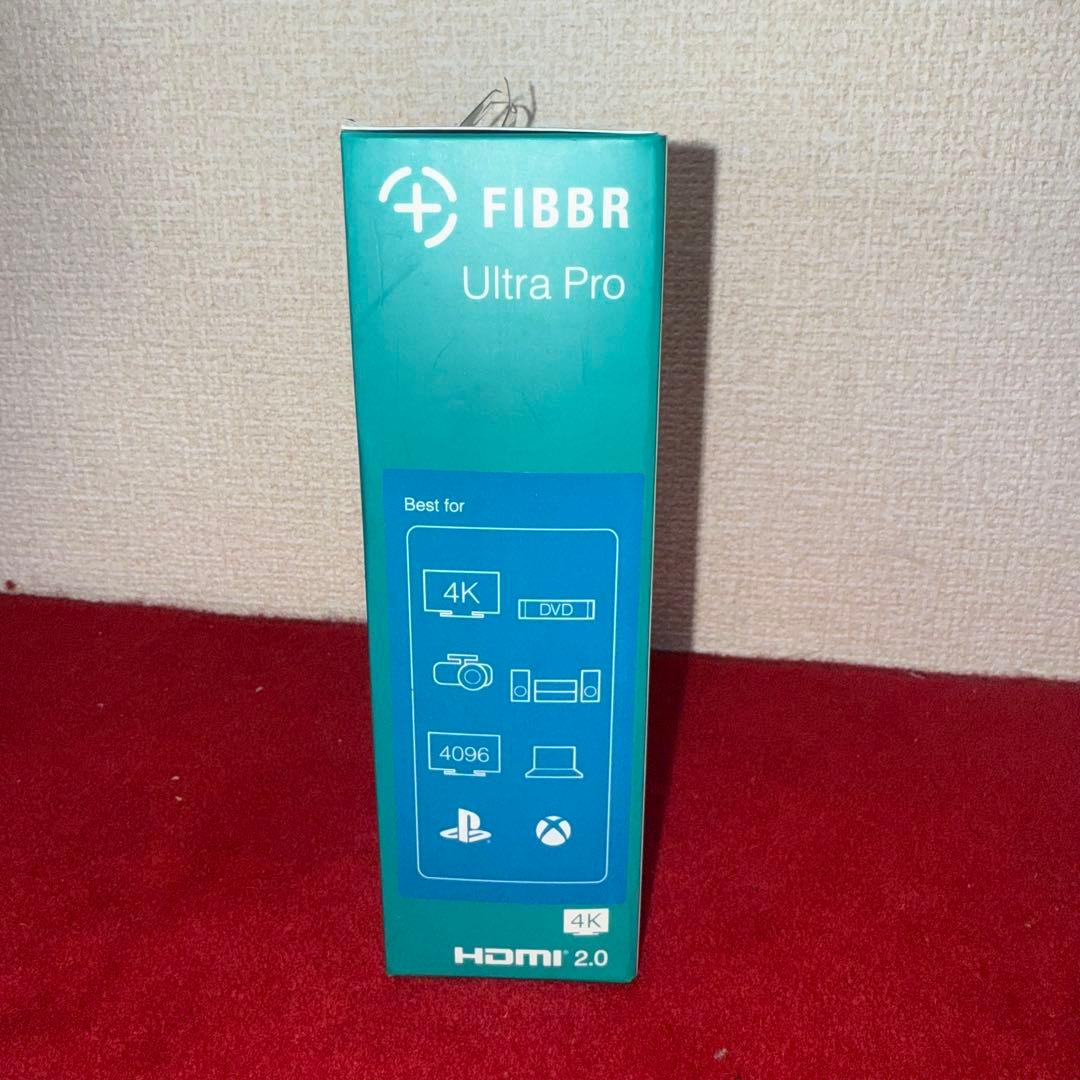 FIBBR
Ultra Pro
Best for
4K
DVD
4096
4K
HDMI® 2.0